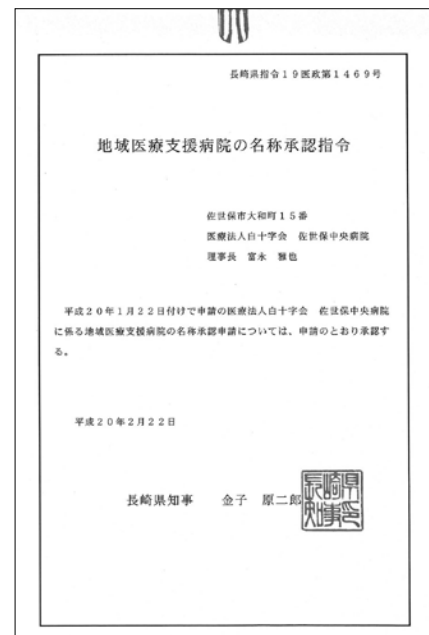 長崎県指令19医政第1469号
地域医療支援病院の名称承認指令
佐世保市大和町15番
医療法人白十字会　佐世保中央病院
理事長　富永　雅也
平成20年1月22日付けで申請の医療法人白十字会　佐世保中央病院
に係る地域医療支援病院の名称承認申請については、申請のとおり承認す
る。
平成20年2月22日
長崎県知事　金子　原二郎
長崎県知事印